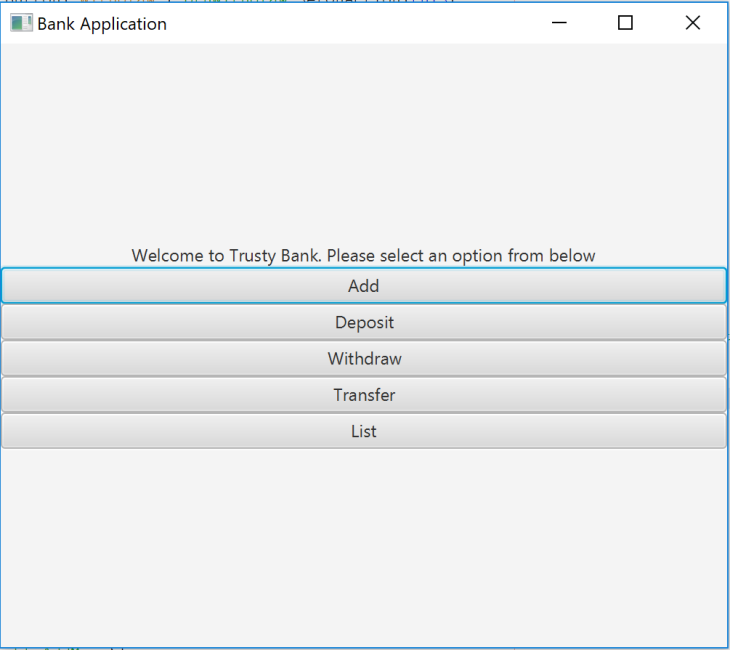 Bank Application
Welcome to Trusty Bank. Please select an option from below
Add
Deposit
Withdraw
Transfer
List